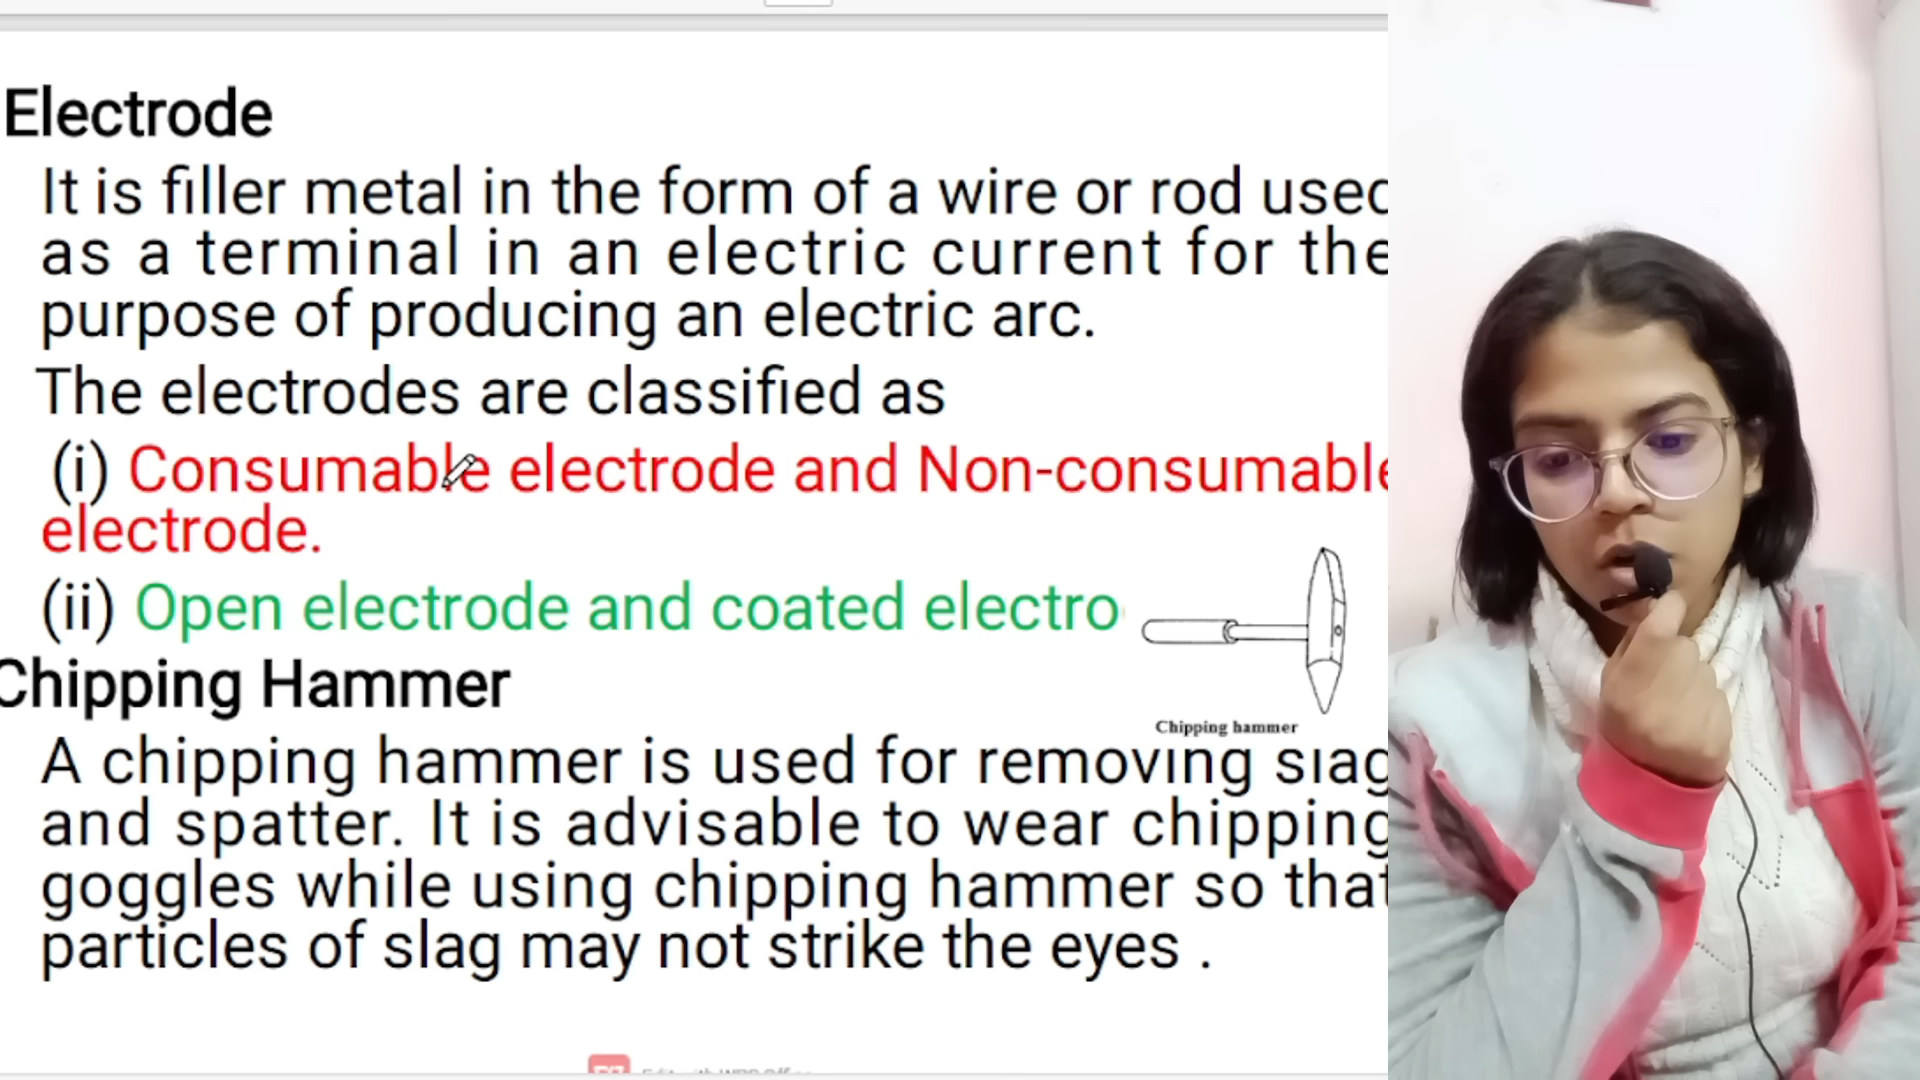 Electrode
It is filler metal in the form of a wire or rod used
as a terminal in an electric current for the
purpose of producing an electric arc.
The electrodes are classified as
(i) Consumable electrode and Non-consumable
electrode.
(ii) Open electrode and coated electro
Chipping Hammer
Chipping hammer
A chipping hammer is used for removing slag
and spatter. It is advisable to wear chipping
goggles while using chipping hammer so that
particles of slag may not strike the eyes .